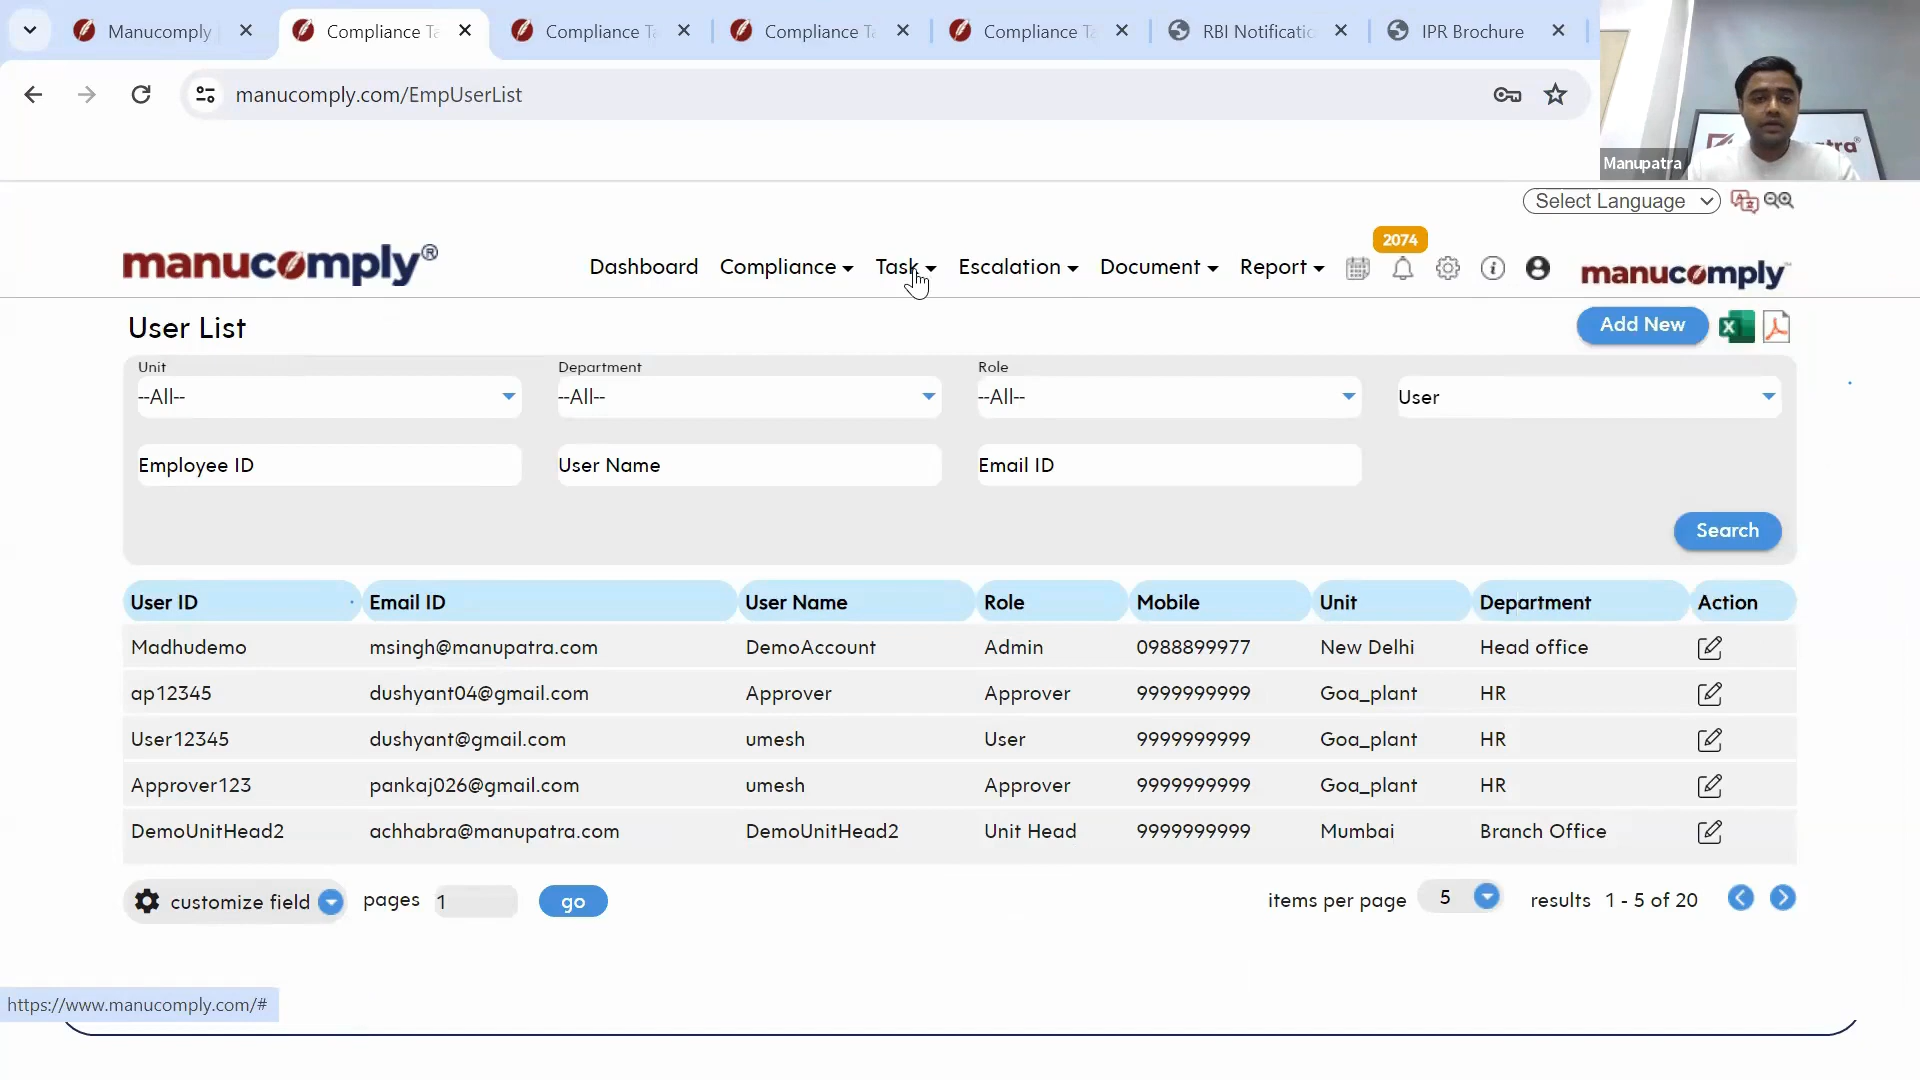 Manucomply
Compliance Ta
Compliance Ta
Compliance Ta
Compliance Ta
RBI Notificatio
IPR Brochure
manucomply.com/EmpUserList
Manupatra
Select Language
manucomply®
Dashboard
Compliance
Task
Escalation
Document
Report
2074
manucomply™
User List
Add New
Unit
Department
Role
--All--
--All--
--All--
User
Employee ID
User Name
Email ID
Search
User ID Email ID User Name Role Mobile Unit Department Action
Madhudemo msingh@manupatra.com DemoAccount Admin 0988899977 New Delhi Head office
ap12345 dushyant04@gmail.com Approver Approver 9999999999 Goa_plant HR
User12345 dushyant@gmail.com umesh User 9999999999 Goa_plant HR
Approver123 pankaj026@gmail.com umesh Approver 9999999999 Goa_plant HR
DemoUnitHead2 achhabra@manupatra.com DemoUnitHead2 Unit Head 9999999999 Mumbai Branch Office
customize field pages 1 go items per page 5 results 1 - 5 of 20
https://www.manucomply.com/#